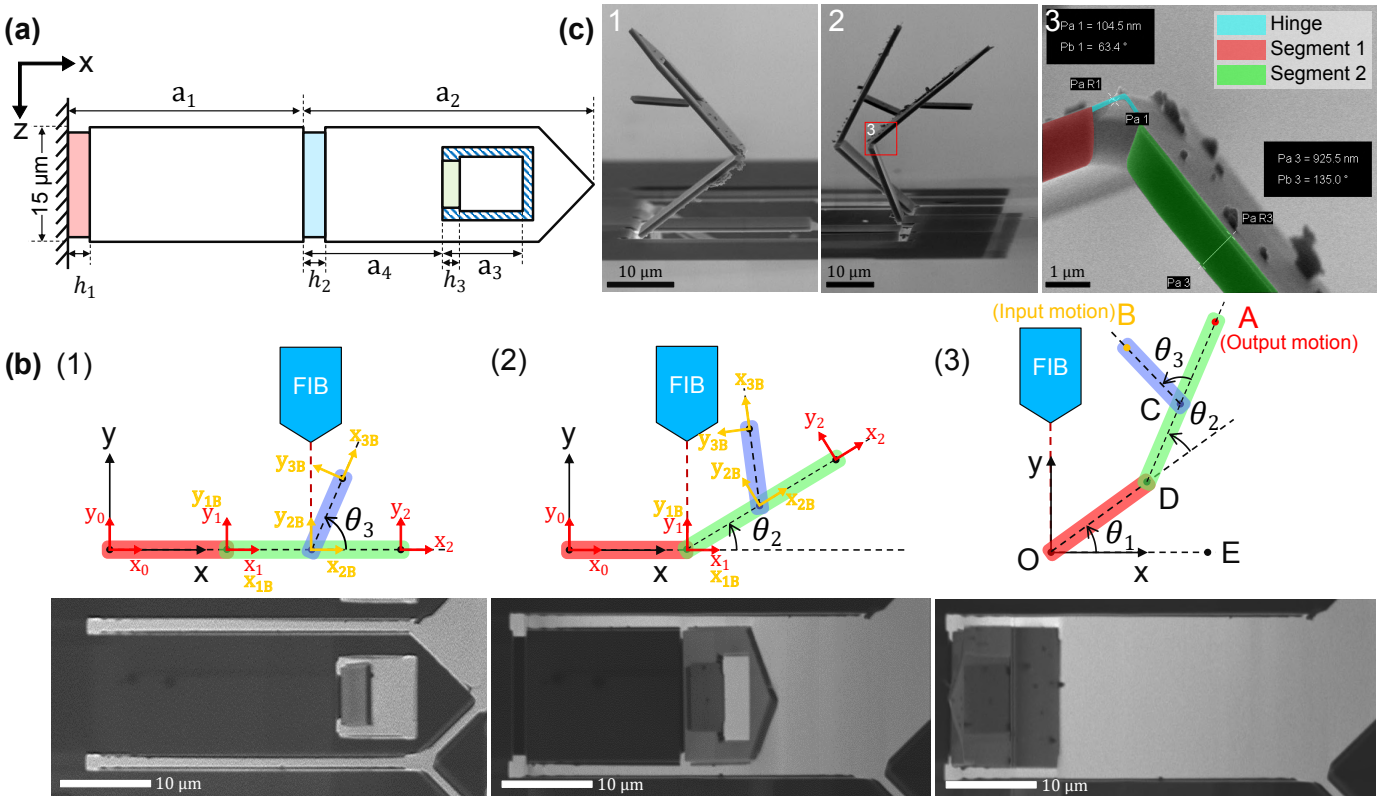 (a)
x
z
a1
a2
15 μm
a4
a3
h1
h2
h3
(c)
1
10 μm
2
3
10 μm
3
Pa 1 = 104.5 nm
Pb 1 = 63.4 °
Hinge
Segment 1
Segment 2
Pa R1
Pa 1
Pa 3 = 925.5 nm
Pb 3 = 135.0 °
Pa R3
Pa 3
1 μm
(b)
(1)
FIB
y
x3B
y3B
y1B
y0
y1
y2B
θ3
y2
x0
x
x1
x1B
x2B
x2
(2)
FIB
x3B
y
y3B
y2
x2
y2B
x2B
y1B
y0
y1
θ2
x0
x
x1
x1B
(3)
FIB
(Input motion) B
A
(Output motion)
θ3
C
θ2
y
D
θ1
O
x
E
10 μm
10 μm
10 μm